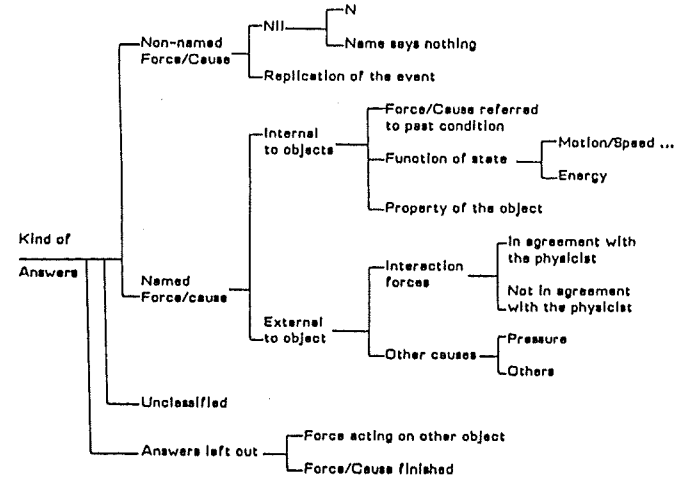 N
Nil
Name says nothing
Non-named
Force/Cause
Replication of the event
Force/Cause referred
to past condition
Internal
to objects
Function of state
Motion/Speed ...
Energy
Property of the object
Kind of
Answers
Named
Force/cause
Interaction
forces
In agreement with
the physicist
Not in agreement
with the physicist
External
to object
Other causes
Pressure
Others
Unclassified
Answers left out
Force acting on other object
Force/Cause finished